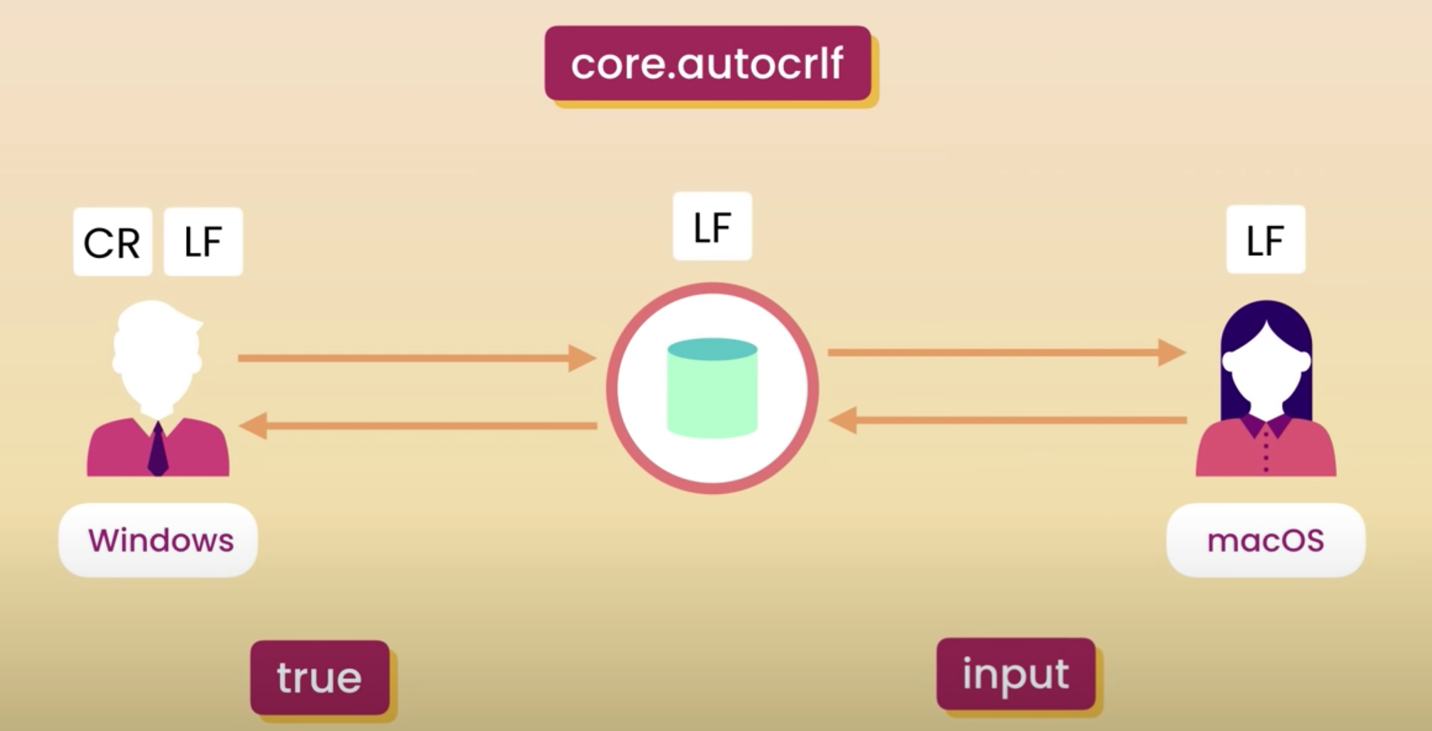 core.autocrlf
CR LF
LF
LF
Windows
macOS
true
input